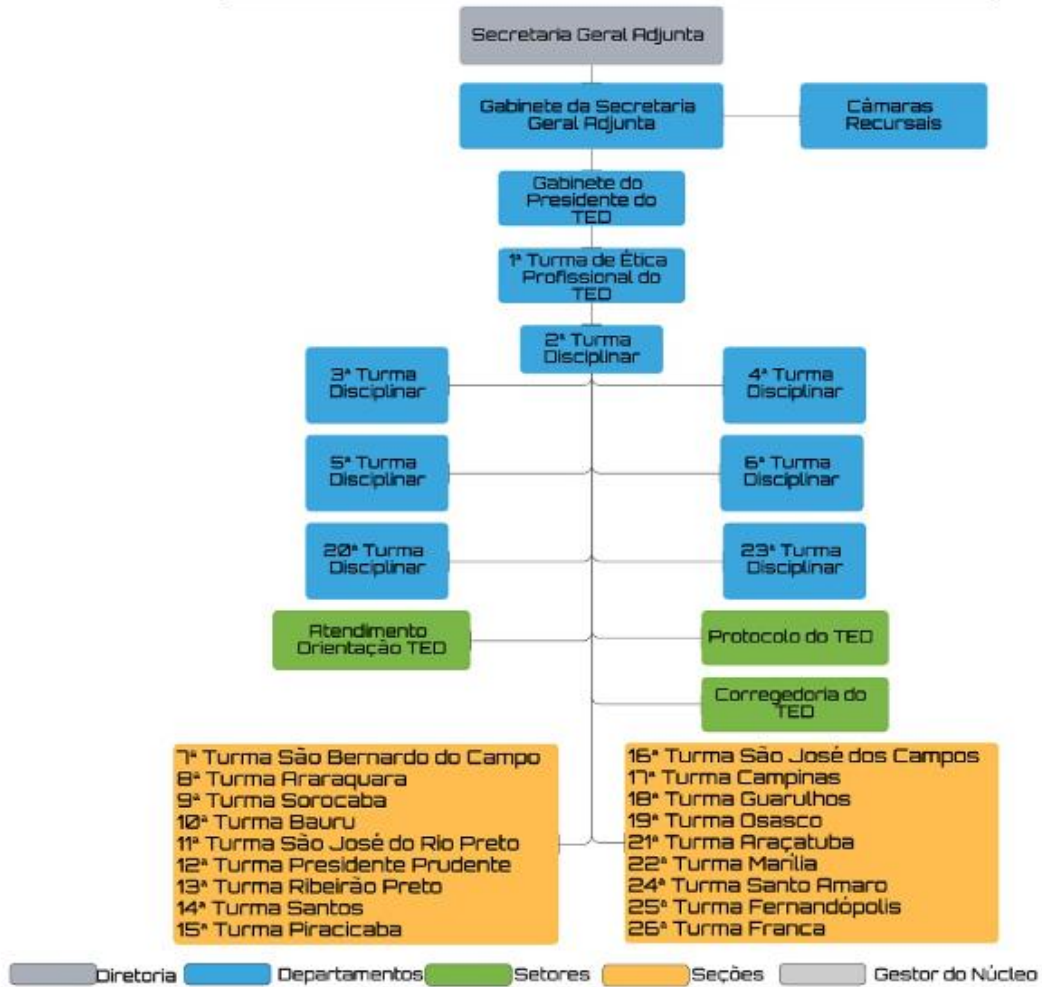 Secretaria Geral Adjunta
Gabinete da Secretaria
Geral Adjunta
Câmaras
Recursais
Gabinete do
Presidente do
TED
1ª Turma de Ética
Profissional do
TED
2ª Turma
Disciplinar
3ª Turma
Disciplinar
4ª Turma
Disciplinar
5ª Turma
Disciplinar
6ª Turma
Disciplinar
20ª Turma
Disciplinar
23ª Turma
Disciplinar
Atendimento
Orientação TED
Protocolo do TED
Corregedoria do
TED
7ª Turma São Bernardo do Campo
8ª Turma Araraquara
9ª Turma Sorocaba
10ª Turma Bauru
11ª Turma São José do Rio Preto
12ª Turma Presidente Prudente
13ª Turma Ribeirão Preto
14ª Turma Santos
15ª Turma Piracicaba
16ª Turma São José dos Campos
17ª Turma Campinas
18ª Turma Guarulhos
19ª Turma Osasco
21ª Turma Araçatuba
22ª Turma Marília
24ª Turma Santo Amaro
25ª Turma Fernandópolis
26ª Turma Franca
Diretoria
Departamentos
Setores
Seções
Gestor do Núcleo